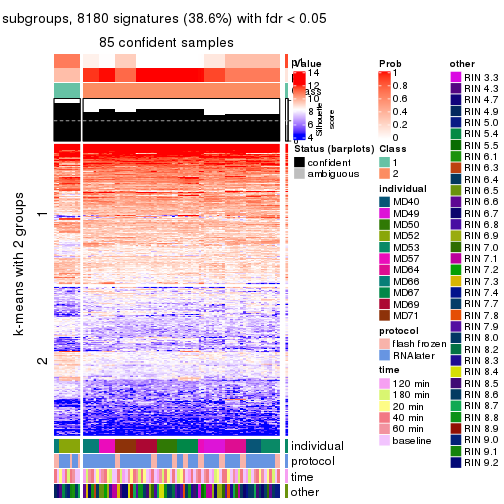 subgroups, 8180 signatures (38.6%) with fdr < 0.05
85 confident samples
k-means with 2 groups
1
2
individual
protocol
time
other
Value
14
12
10
8
6
4
Silhouette
score
Status (barplots)
confident
ambiguous
Prob
1
0.8
0.6
0.4
0.2
0
Class
1
2
individual
MD40
MD49
MD50
MD52
MD53
MD57
MD64
MD66
MD67
MD69
MD71
protocol
flash frozen
RNAlater
time
120 min
180 min
20 min
40 min
60 min
baseline
other
RIN 3.3
RIN 4.3
RIN 4.7
RIN 4.9
RIN 5.0
RIN 5.4
RIN 5.5
RIN 6.1
RIN 6.3
RIN 6.4
RIN 6.5
RIN 6.6
RIN 6.7
RIN 6.8
RIN 6.9
RIN 7.0
RIN 7.1
RIN 7.2
RIN 7.3
RIN 7.4
RIN 7.7
RIN 7.8
RIN 7.9
RIN 8.0
RIN 8.2
RIN 8.3
RIN 8.4
RIN 8.5
RIN 8.6
RIN 8.7
RIN 8.8
RIN 8.9
RIN 9.0
RIN 9.1
RIN 9.2